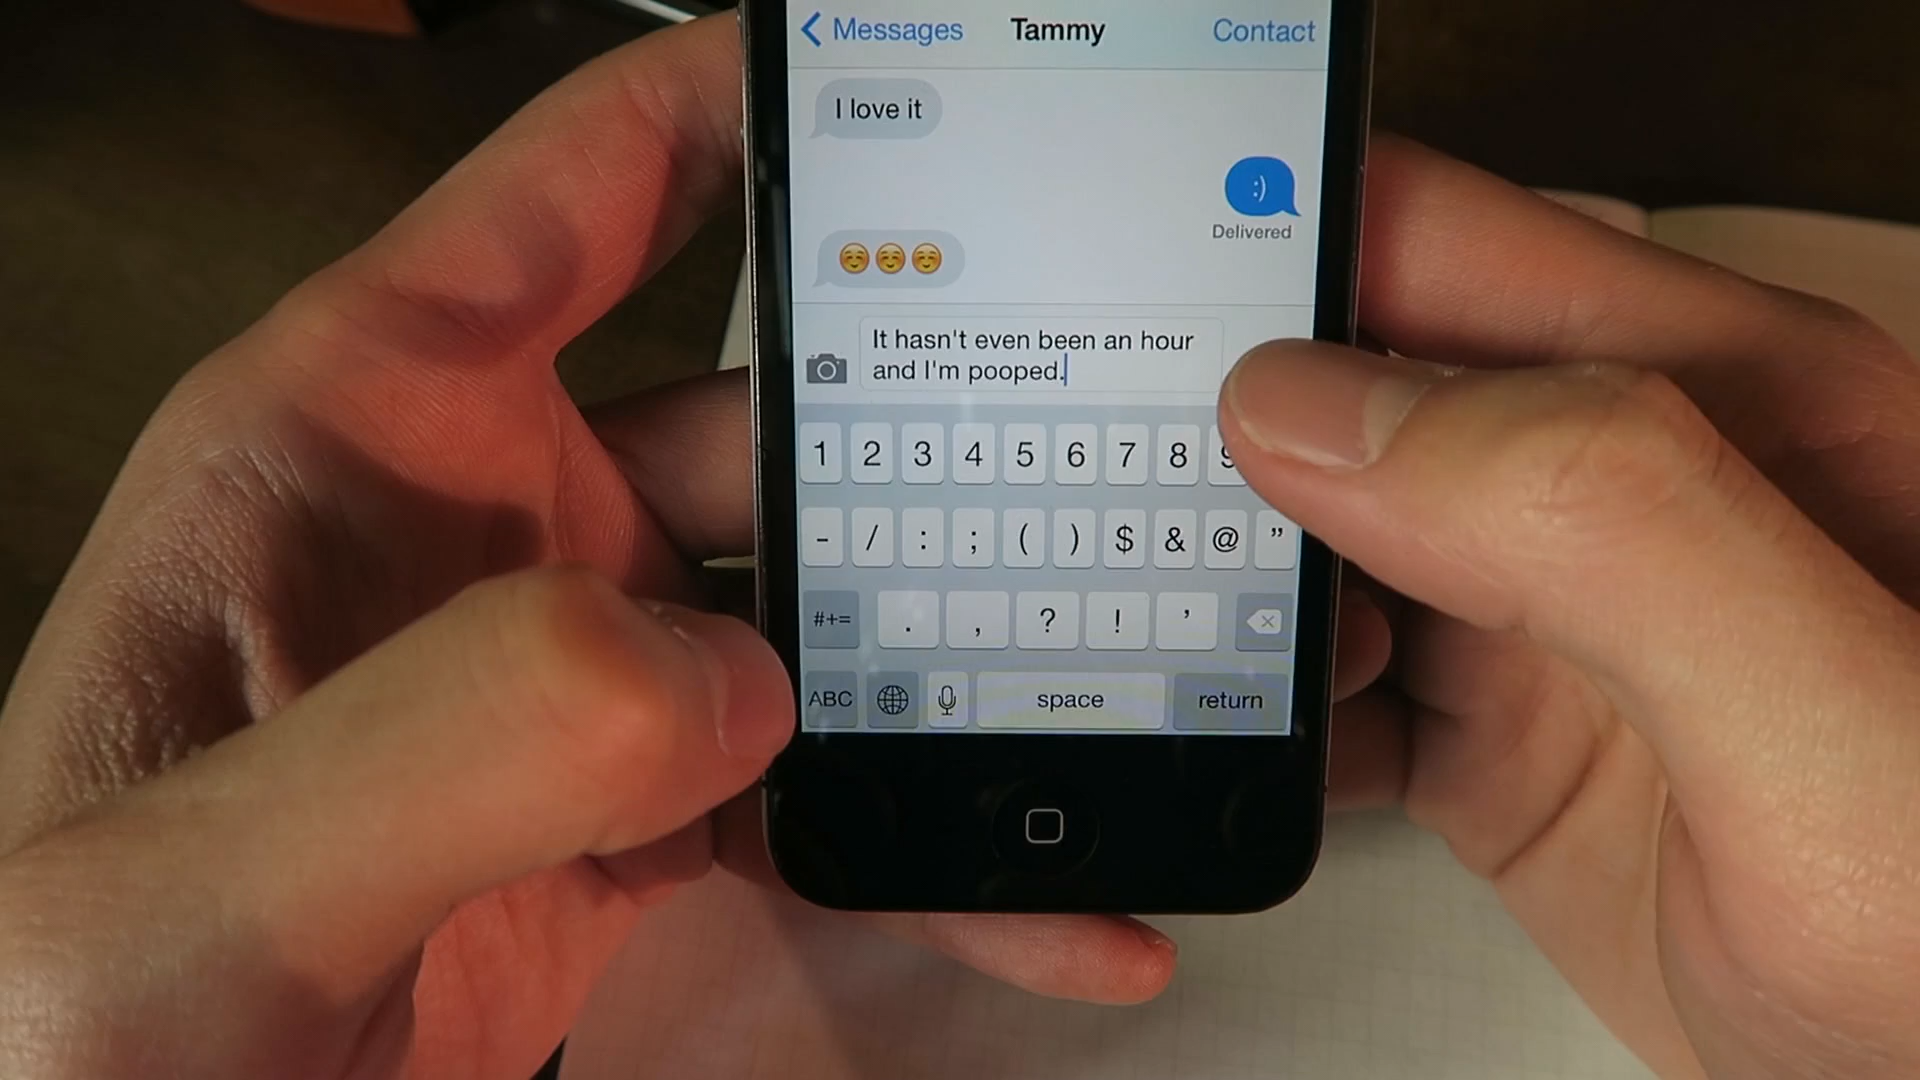 Messages Tammy Contact
I love it
:)
Delivered
☺️☺️☺️
It hasn't even been an hour
and I'm pooped.
1 2 3 4 5 6 7 8 9
- / : ; ( ) $ & @ ”
#+= . , ? ! ’
ABC space return